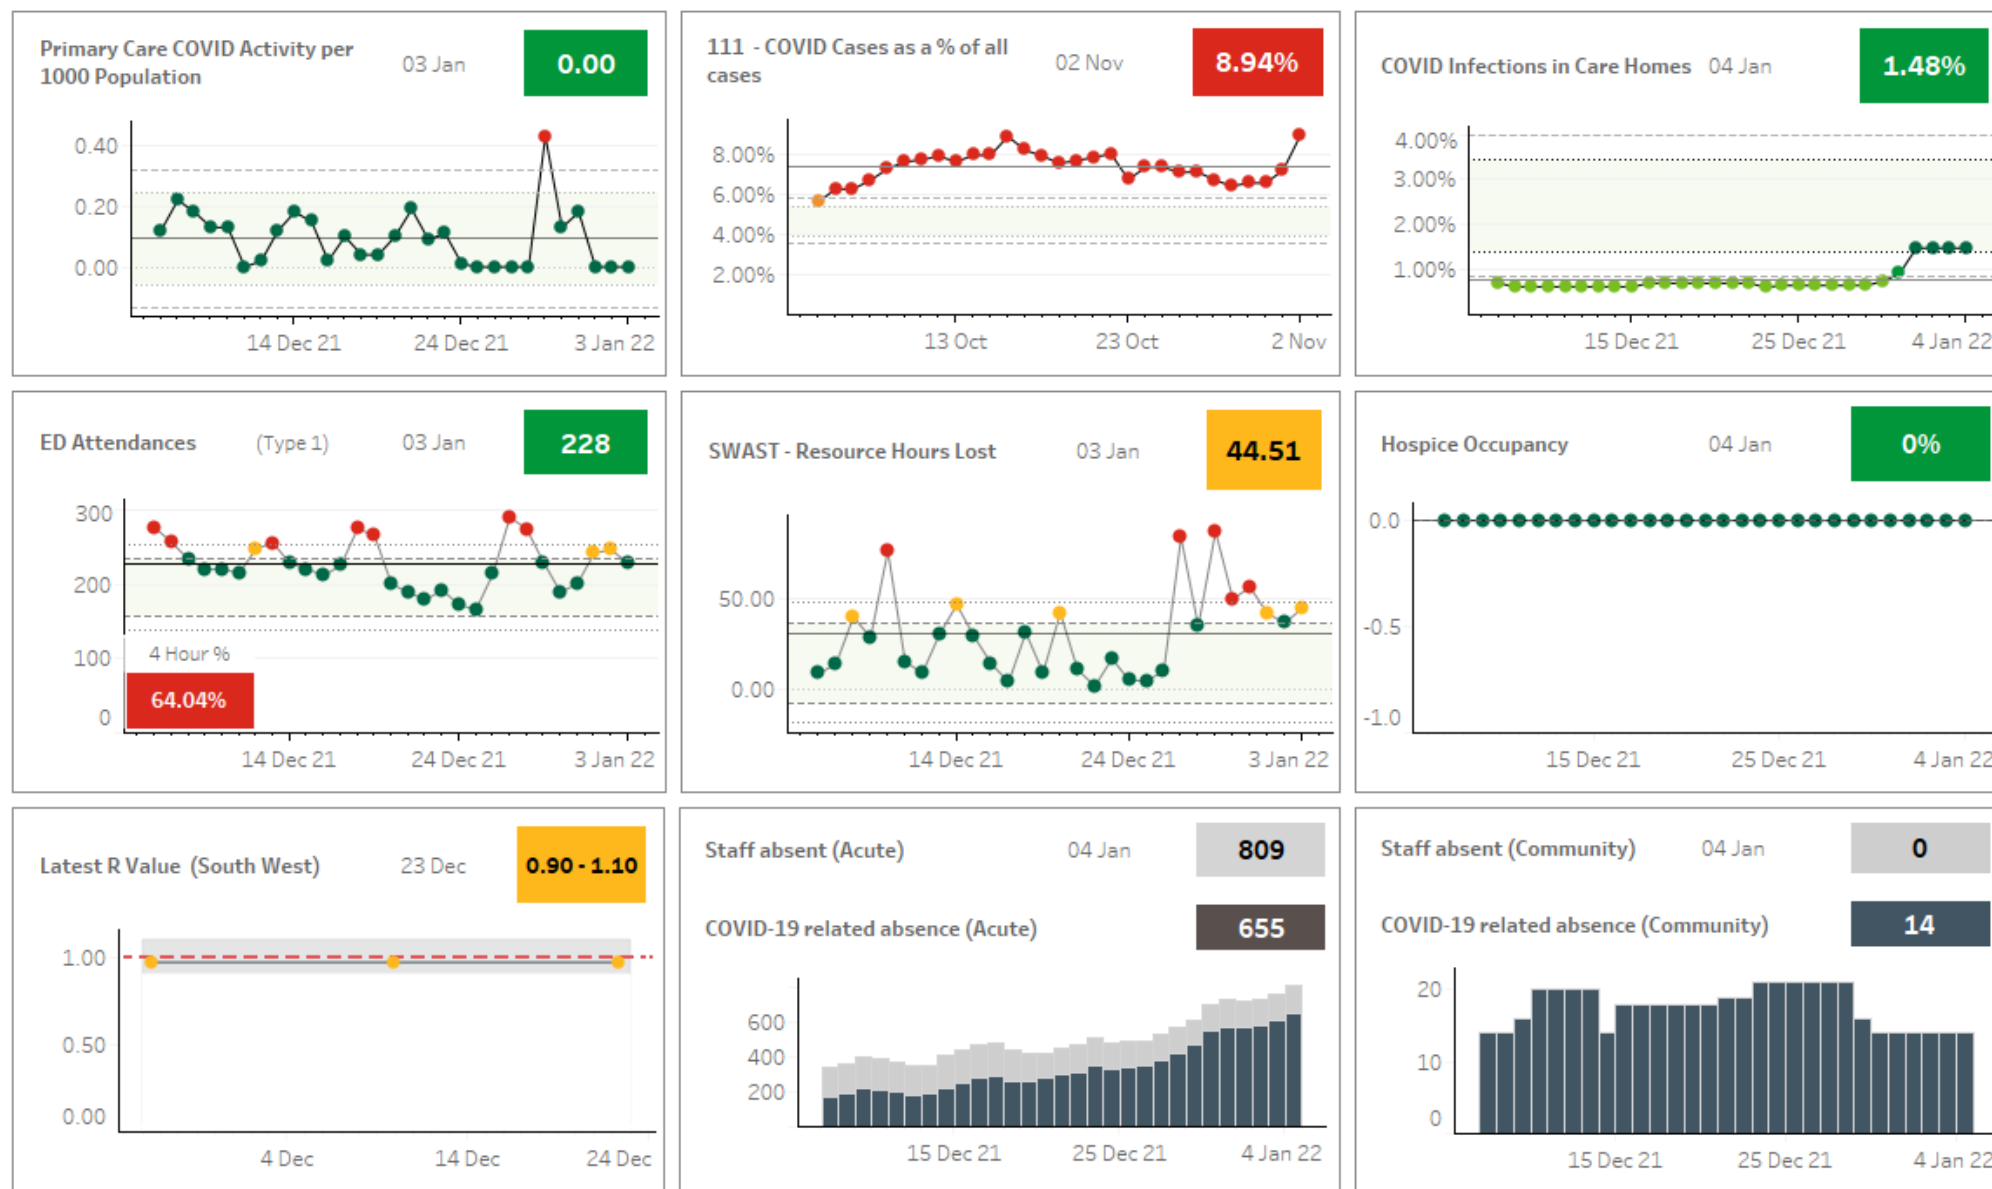 Primary Care COVID Activity per
1000 Population
03 Jan
0.00
0.40
0.20
0.00
14 Dec 21
24 Dec 21
3 Jan 22
111 - COVID Cases as a % of all
cases
02 Nov
8.94%
8.00%
6.00%
4.00%
2.00%
13 Oct
23 Oct
2 Nov
COVID Infections in Care Homes
04 Jan
1.48%
4.00%
3.00%
2.00%
1.00%
15 Dec 21
25 Dec 21
4 Jan 22
ED Attendances
(Type 1)
03 Jan
228
300
200
100
0
4 Hour %
64.04%
14 Dec 21
24 Dec 21
3 Jan 22
SWAST - Resource Hours Lost
03 Jan
44.51
50.00
0.00
14 Dec 21
24 Dec 21
3 Jan 22
Hospice Occupancy
04 Jan
0%
0.0
-0.5
-1.0
15 Dec 21
25 Dec 21
4 Jan 22
Latest R Value (South West)
23 Dec
0.90 - 1.10
1.00
0.50
0.00
4 Dec
14 Dec
24 Dec
Staff absent (Acute)
04 Jan
809
COVID-19 related absence (Acute)
655
600
400
200
15 Dec 21
25 Dec 21
4 Jan 22
Staff absent (Community)
04 Jan
0
COVID-19 related absence (Community)
14
20
10
0
15 Dec 21
25 Dec 21
4 Jan 22